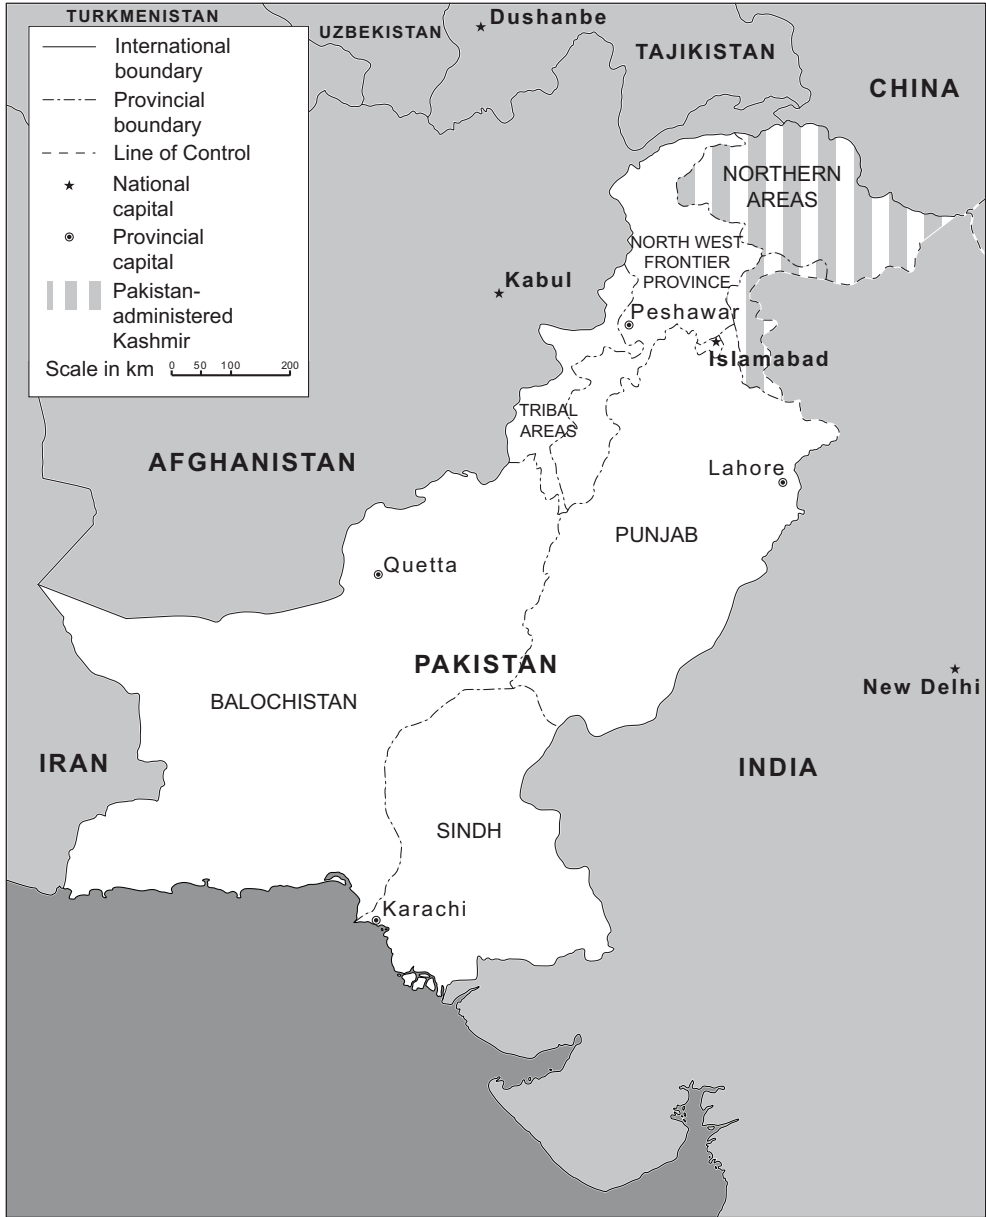 TURKMENISTAN
UZBEKISTAN
Dushanbe
TAJIKISTAN
CHINA
International
boundary
Provincial
boundary
Line of Control
National
capital
Provincial
capital
Pakistan-
administered
Kashmir
Scale in km 0 50 100 200
NORTHERN
AREAS
NORTH WEST
FRONTIER
PROVINCE
Kabul
Peshawar
Islamabad
TRIBAL
AREAS
AFGHANISTAN
Lahore
PUNJAB
Quetta
PAKISTAN
New Delhi
BALOCHISTAN
IRAN
INDIA
SINDH
Karachi